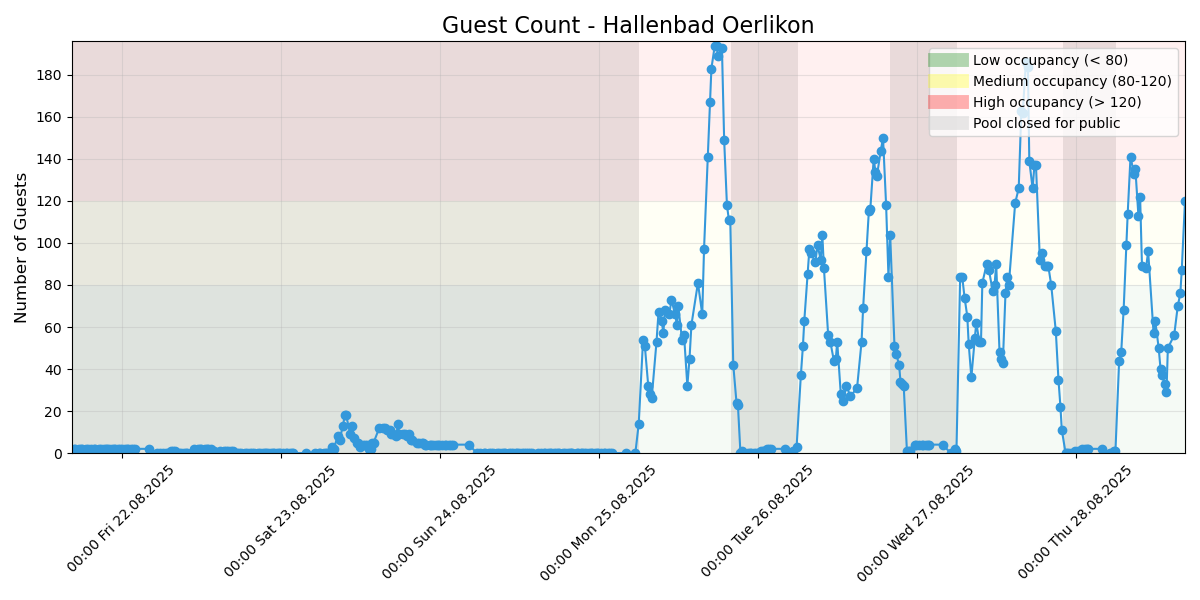 Guest Count - Hallenbad Oerlikon
Low occupancy (< 80)
Medium occupancy (80-120)
High occupancy (> 120)
Pool closed for public
Number of Guests
180
160
140
120
100
80
60
40
20
0
00:00 Fri 22.08.2025
00:00 Sat 23.08.2025
00:00 Sun 24.08.2025
00:00 Mon 25.08.2025
00:00 Tue 26.08.2025
00:00 Wed 27.08.2025
00:00 Thu 28.08.2025